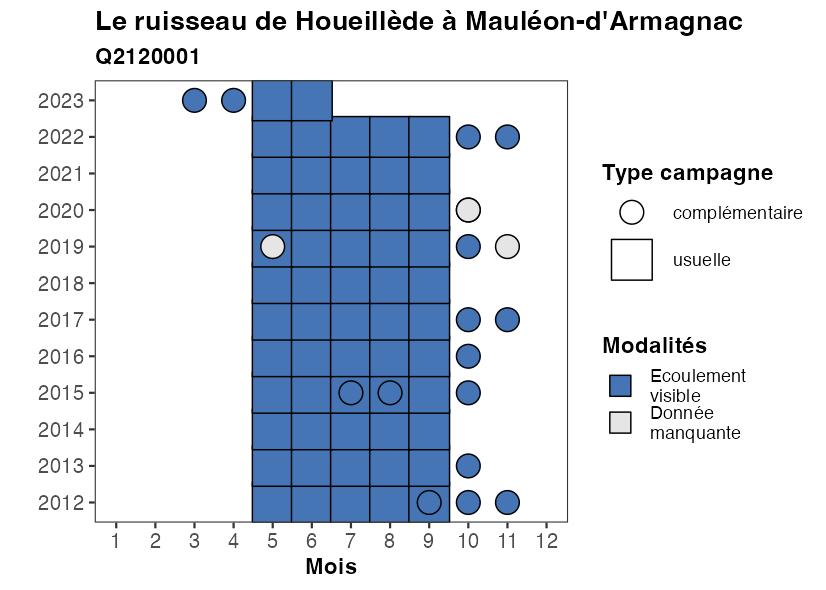 Le ruisseau de Houeillède à Mauléon-d'Armagnac
Q2120001
2023
2022
2021
2020
2019
2018
2017
2016
2015
2014
2013
2012
1 2 3 4 5 6 7 8 9 10 11 12
Mois
Type campagne
complémentaire
usuelle
Modalités
Ecoulement
visible
Donnée
manquante